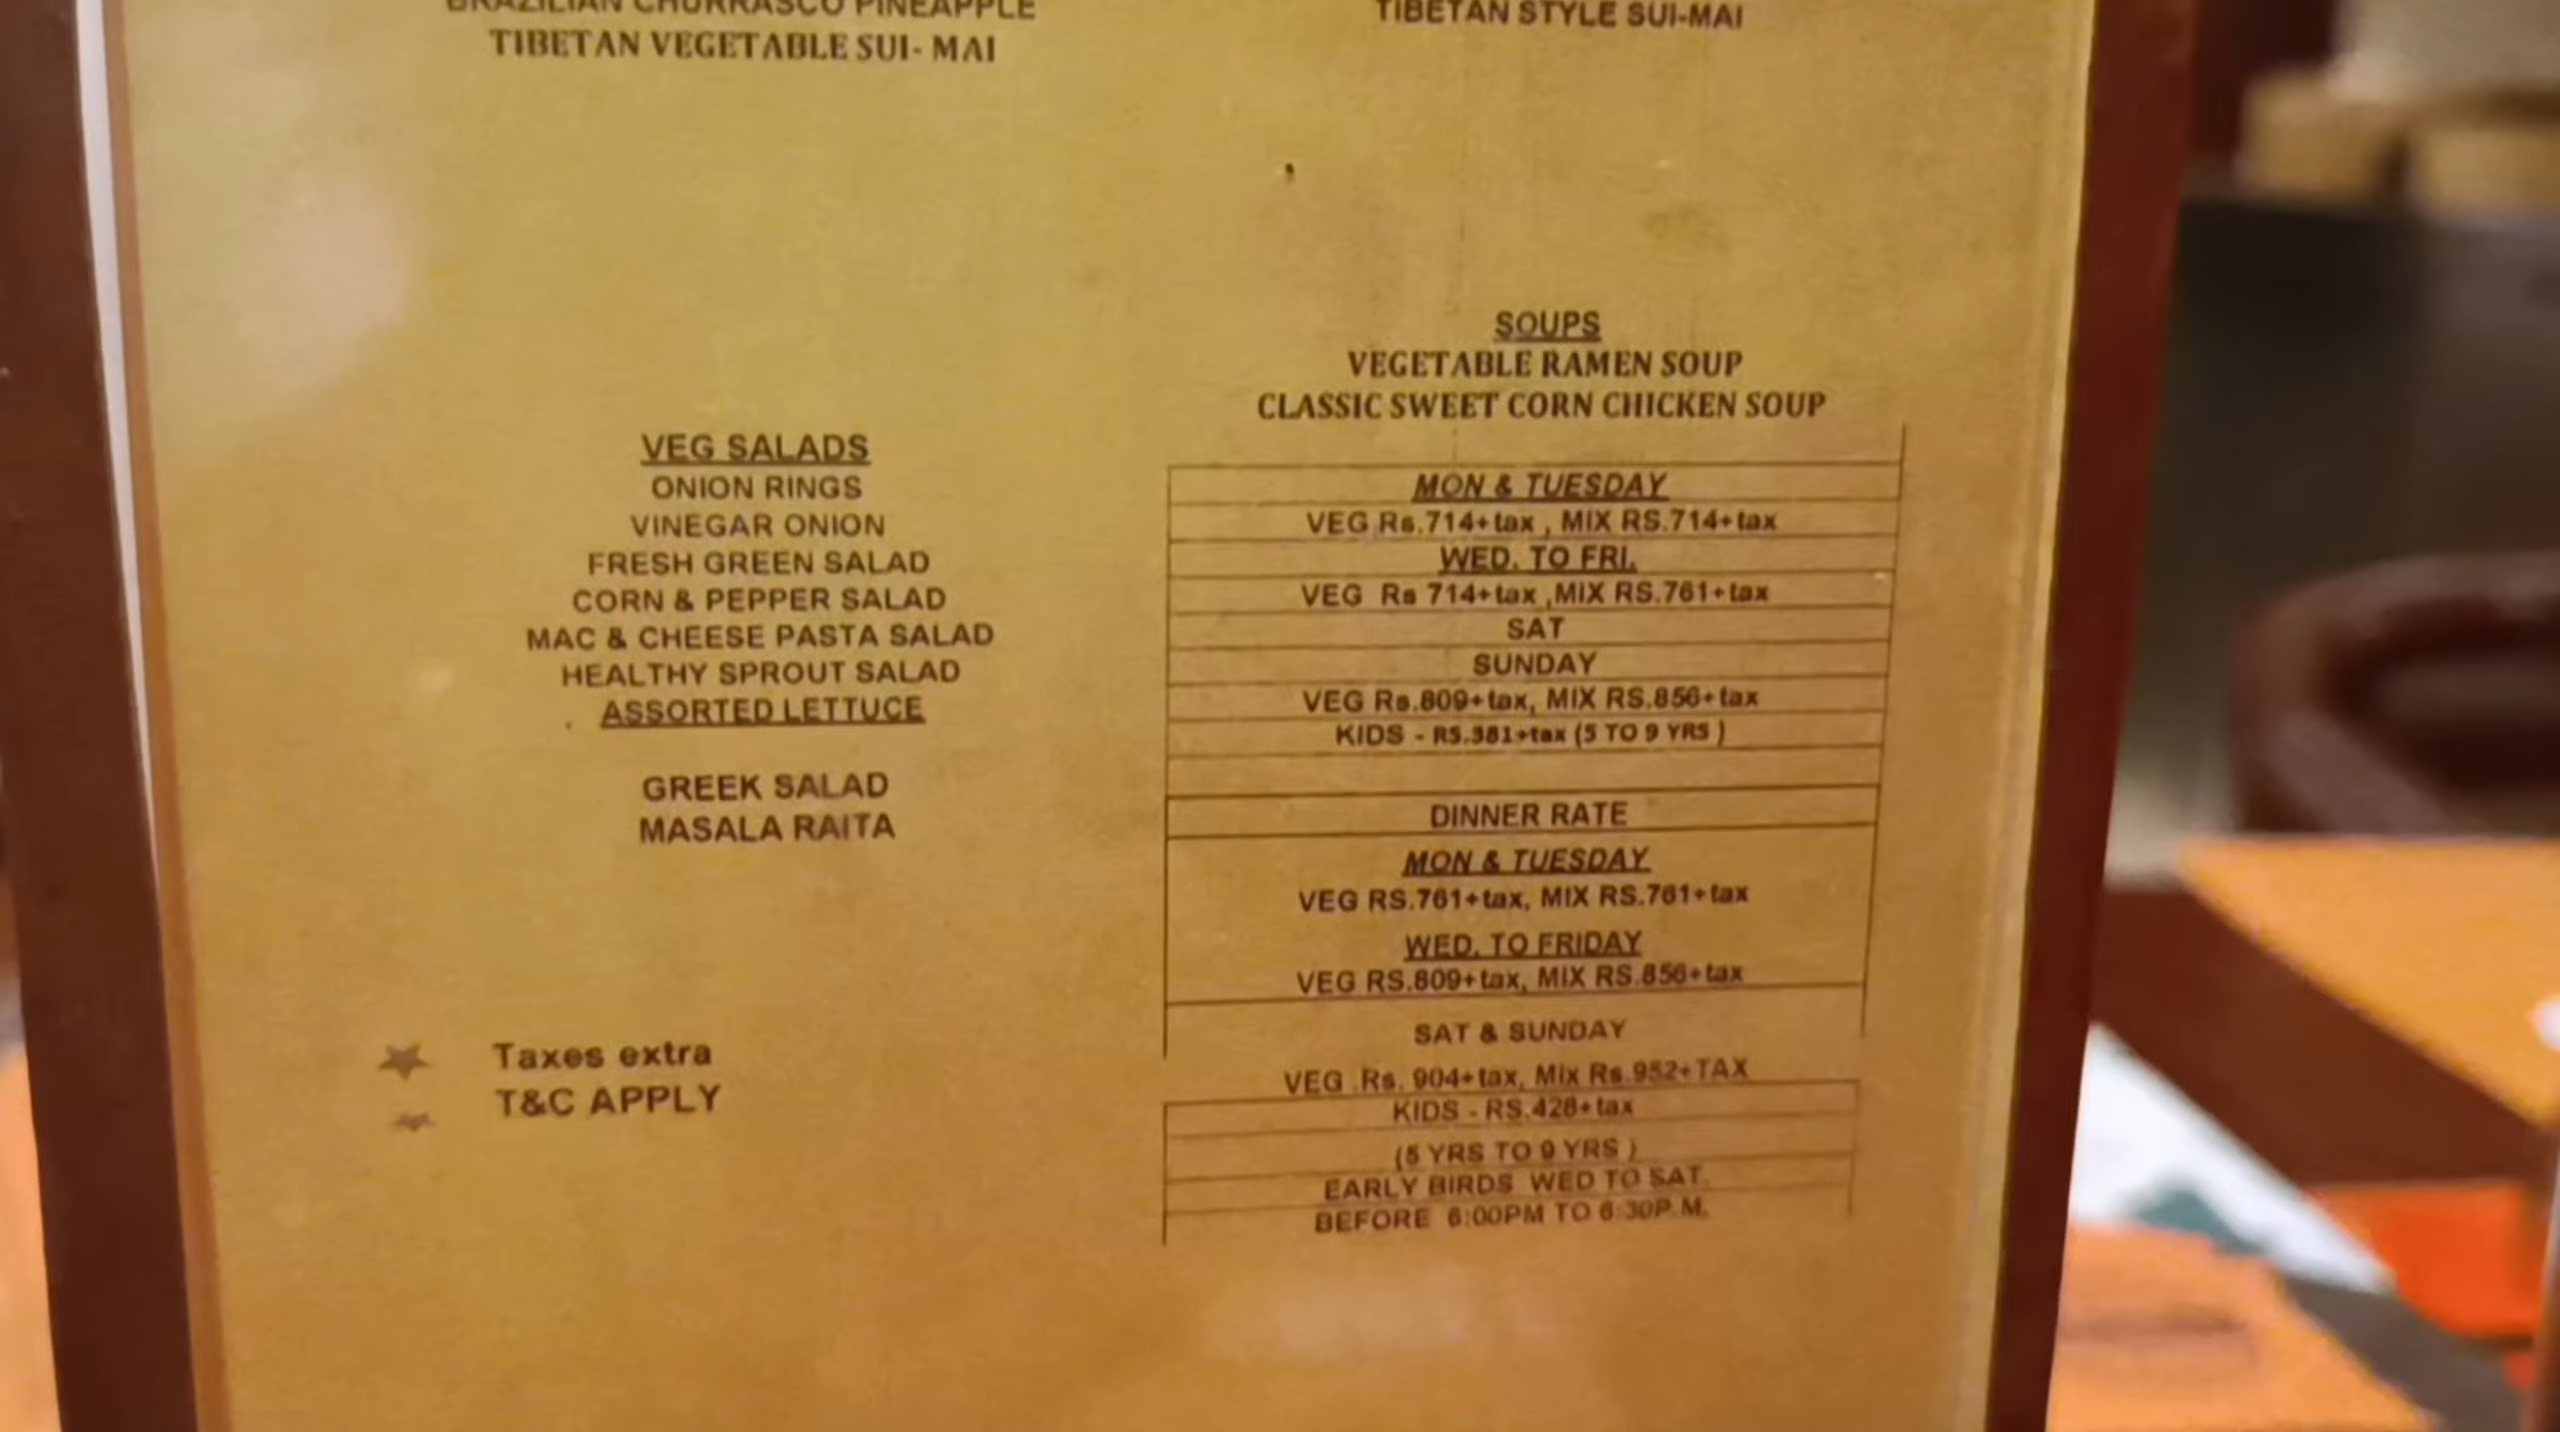 BRAZILIAN CHURRASCO PINEAPPLE
TIBETAN VEGETABLE SUI- MAI
TIBETAN STYLE SUI-MAI
VEG SALADS
ONION RINGS
VINEGAR ONION
FRESH GREEN SALAD
CORN & PEPPER SALAD
MAC & CHEESE PASTA SALAD
HEALTHY SPROUT SALAD
ASSORTED LETTUCE
GREEK SALAD
MASALA RAITA
Taxes extra
T&C APPLY
SOUPS
VEGETABLE RAMEN SOUP
CLASSIC SWEET CORN CHICKEN SOUP
MON & TUESDAY
VEG Rs.714+tax , MIX RS.714+tax
WED. TO FRI.
VEG Rs 714+tax ,MIX RS.761+tax
SAT
SUNDAY
VEG Rs.809+tax, MIX RS.856+tax
KIDS - RS.381+tax (5 TO 9 YRS )
DINNER RATE
MON & TUESDAY
VEG RS.761+tax, MIX RS.761+tax
WED. TO FRIDAY
VEG RS.809+tax, MIX RS.856+tax
SAT & SUNDAY
VEG .Rs. 904+tax, Mix Rs.952+TAX
KIDS - RS.428+tax
(5 YRS TO 9 YRS )
EARLY BIRDS WED TO SAT.
BEFORE 6:00PM TO 6:30P.M.